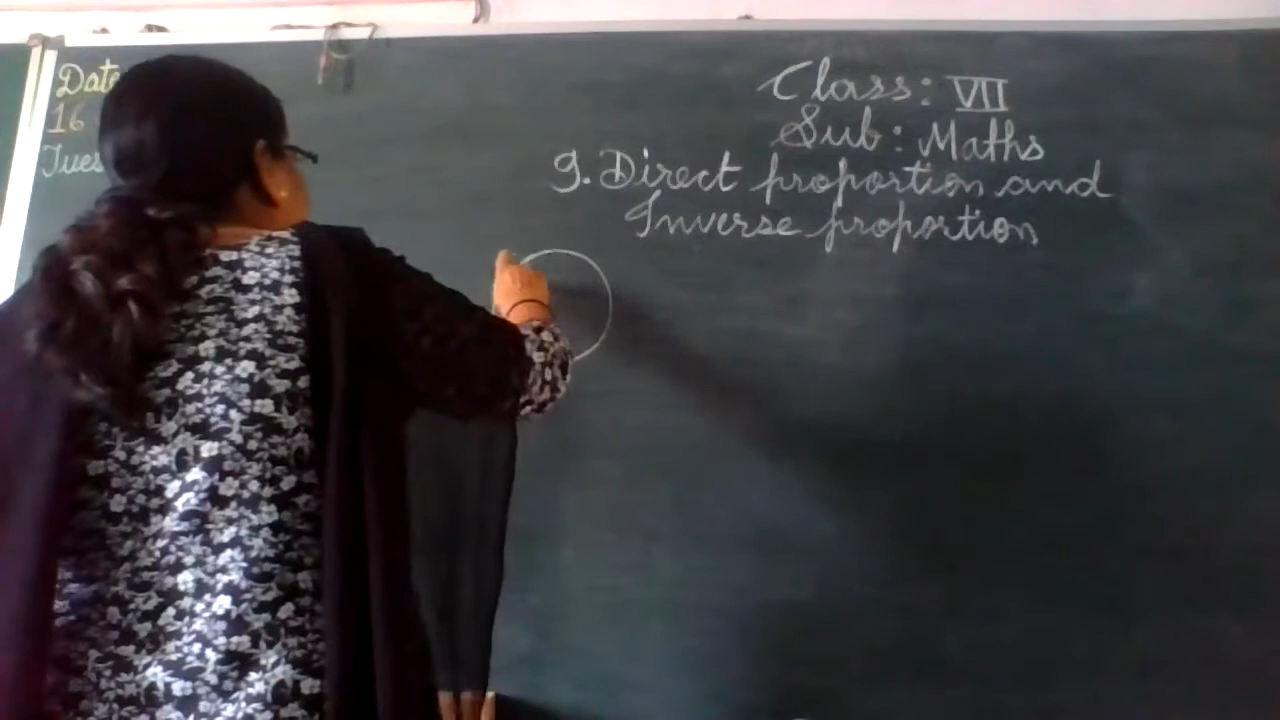 Date
16
Tues
Class: VII
Sub: Maths
9. Direct proportion and
Inverse proportion